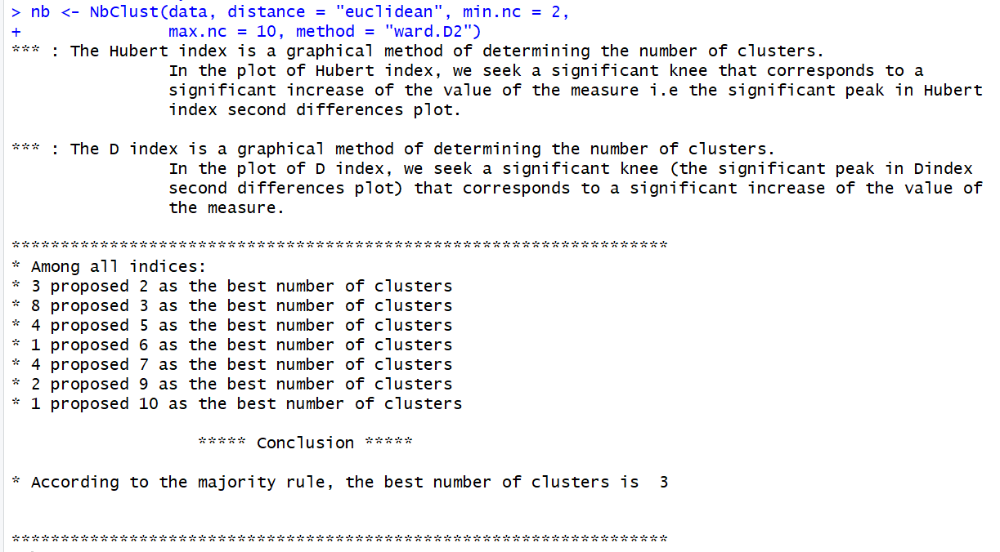 > nb <- NbClust(data, distance = "euclidean", min.nc = 2,
+               max.nc = 10, method = "ward.D2")
*** : The Hubert index is a graphical method of determining the number of clusters.
                In the plot of Hubert index, we seek a significant knee that corresponds to a
                significant increase of the value of the measure i.e the significant peak in Hubert
                index second differences plot.

*** : The D index is a graphical method of determining the number of clusters.
                In the plot of D index, we seek a significant knee (the significant peak in Dindex
                second differences plot) that corresponds to a significant increase of the value of
                the measure.

*******************************************************************
* Among all indices:
* 3 proposed 2 as the best number of clusters
* 8 proposed 3 as the best number of clusters
* 4 proposed 5 as the best number of clusters
* 1 proposed 6 as the best number of clusters
* 4 proposed 7 as the best number of clusters
* 2 proposed 9 as the best number of clusters
* 1 proposed 10 as the best number of clusters

                   ***** Conclusion *****

* According to the majority rule, the best number of clusters is  3


*******************************************************************